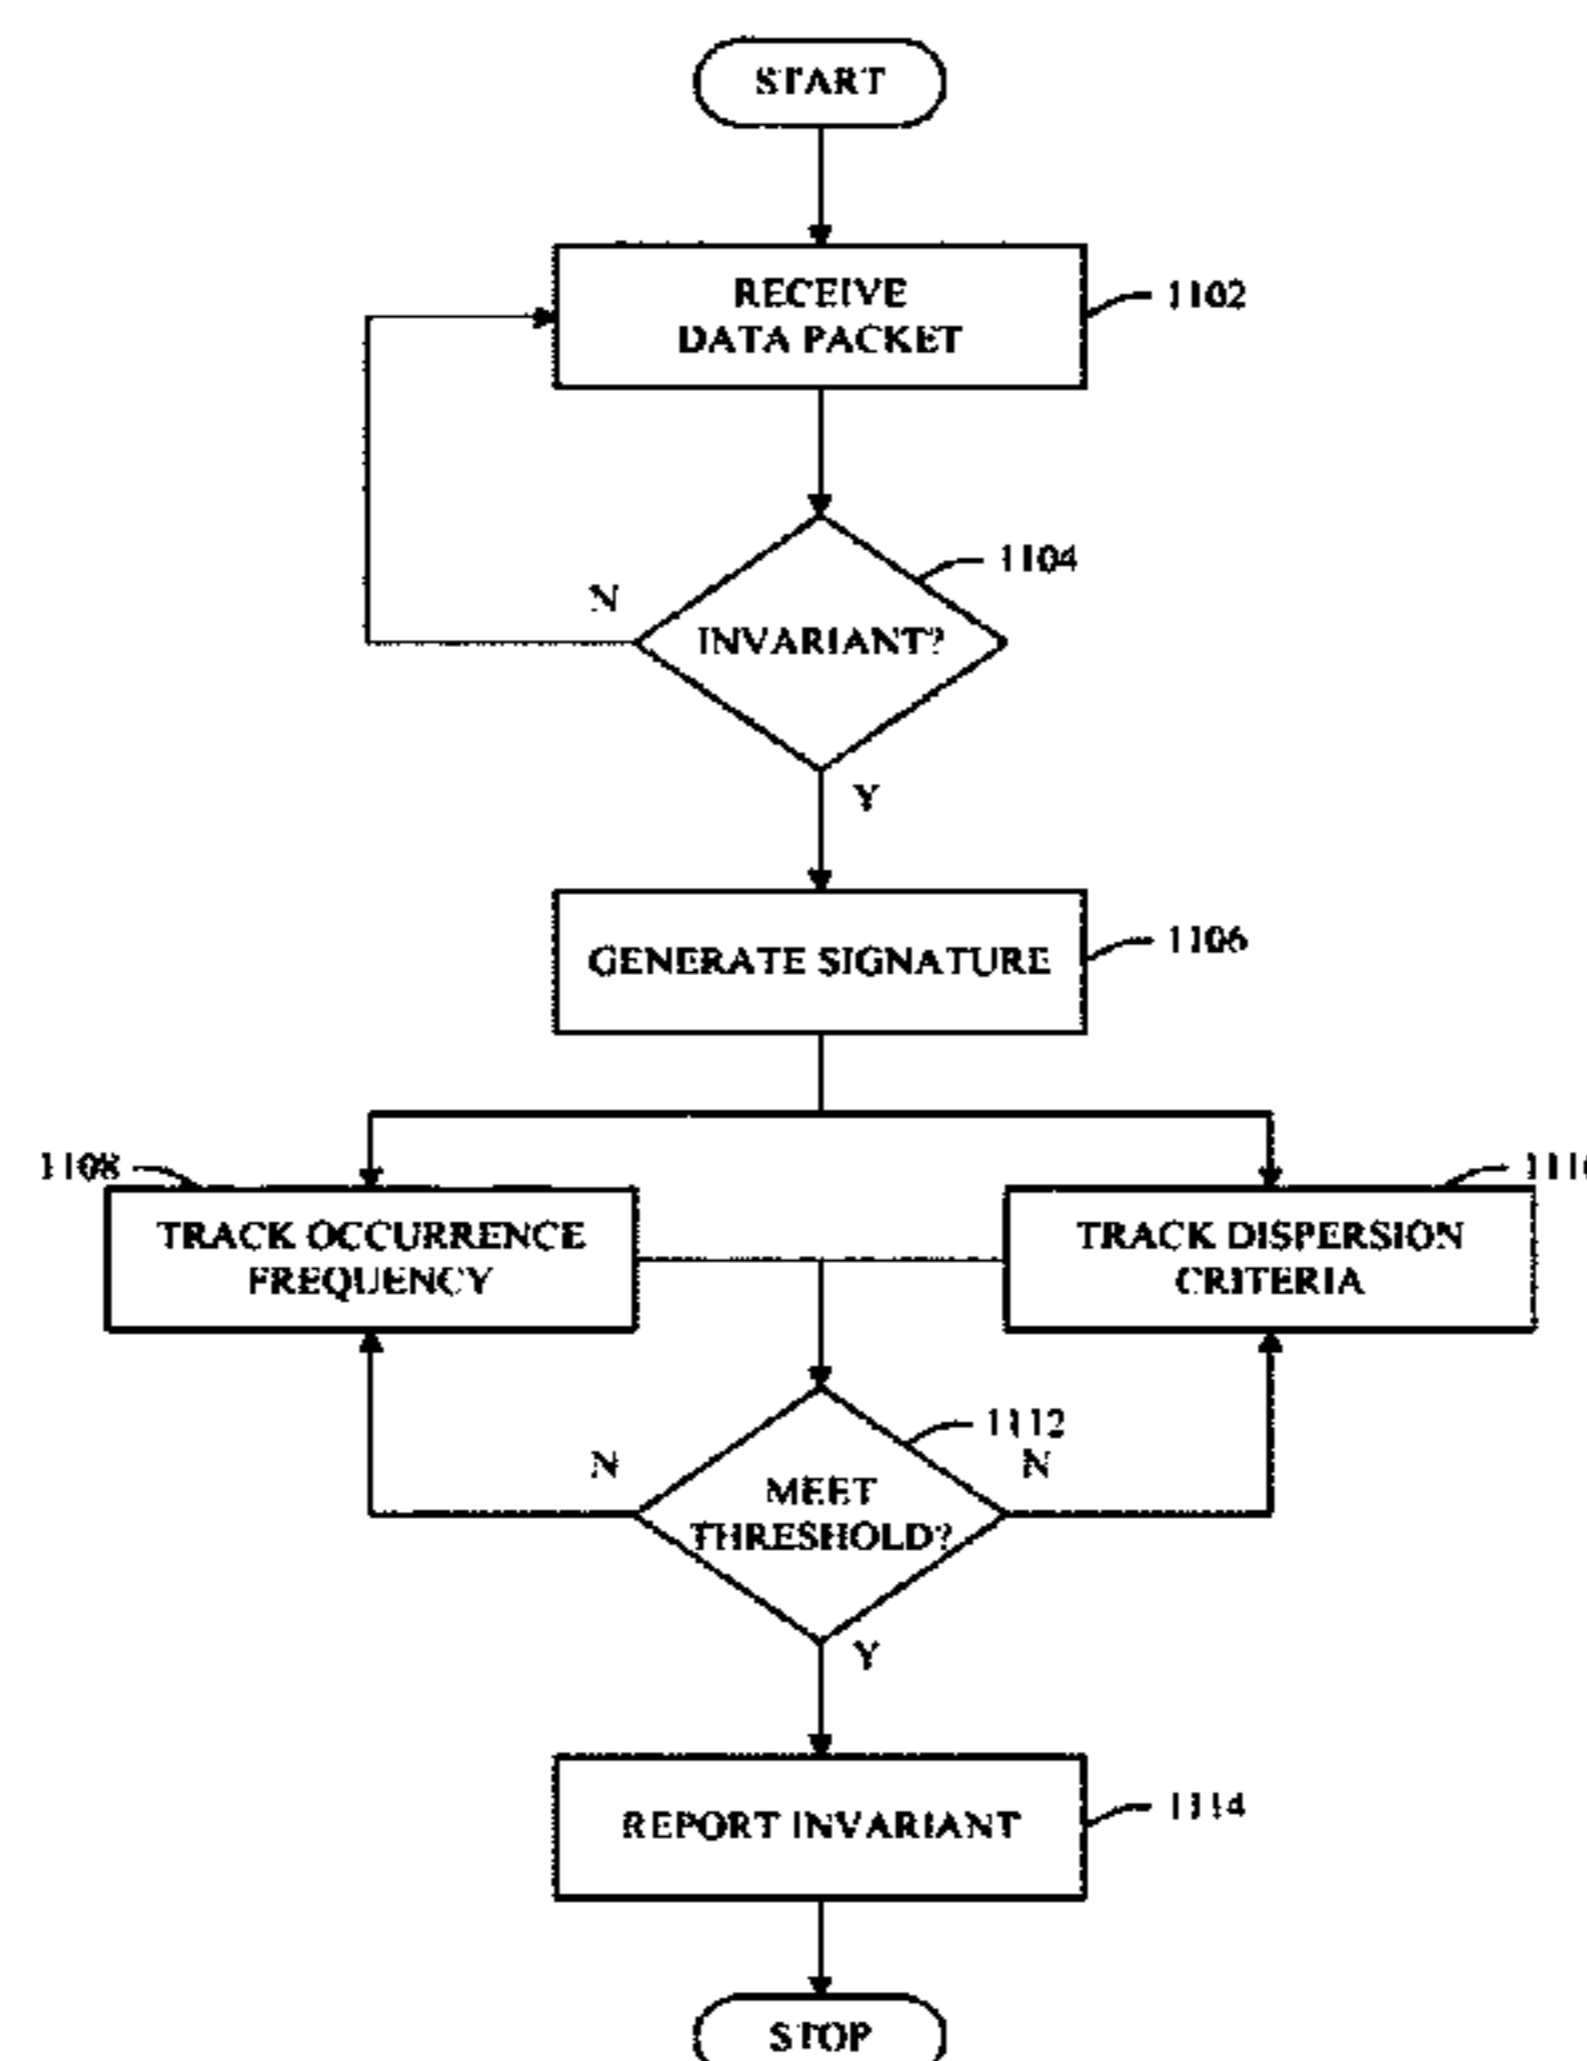 START
RECEIVE
DATA PACKET
1102
1104
N
INVARIANT?
Y
GENERATE SIGNATURE
1106
1108
TRACK OCCURRENCE
FREQUENCY
TRACK DISPERSION
CRITERIA
1112
N
N
MEET
THRESHOLD?
Y
REPORT INVARIANT
1114
STOP